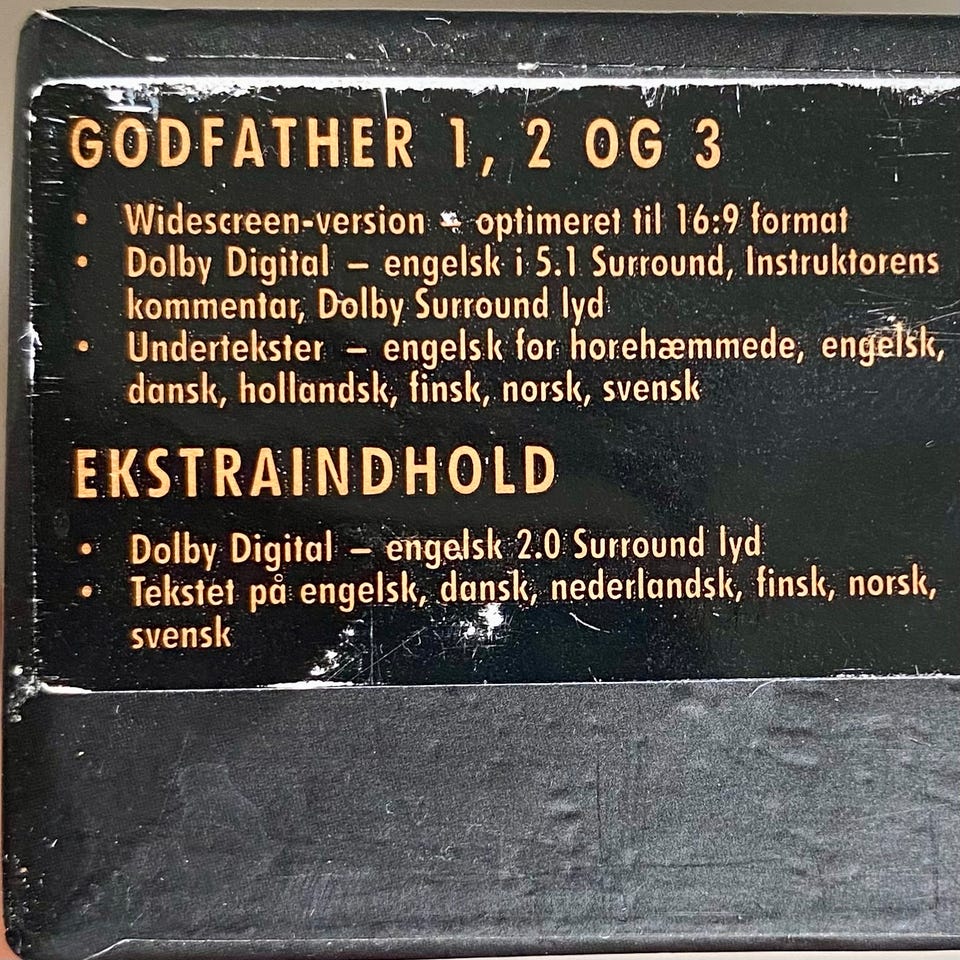 GODFATHER 1, 2 OG 3
• Widescreen-version – optimeret til 16:9 format
• Dolby Digital – engelsk i 5.1 Surround, Instruktorens
kommentar, Dolby Surround lyd
• Undertekster – engelsk for horehæmmede, engelsk,
dansk, hollandsk, finsk, norsk, svensk
EKSTRAINDHOLD
• Dolby Digital – engelsk 2.0 Surround lyd
• Tekstet på engelsk, dansk, nederlandsk, finsk, norsk,
svensk